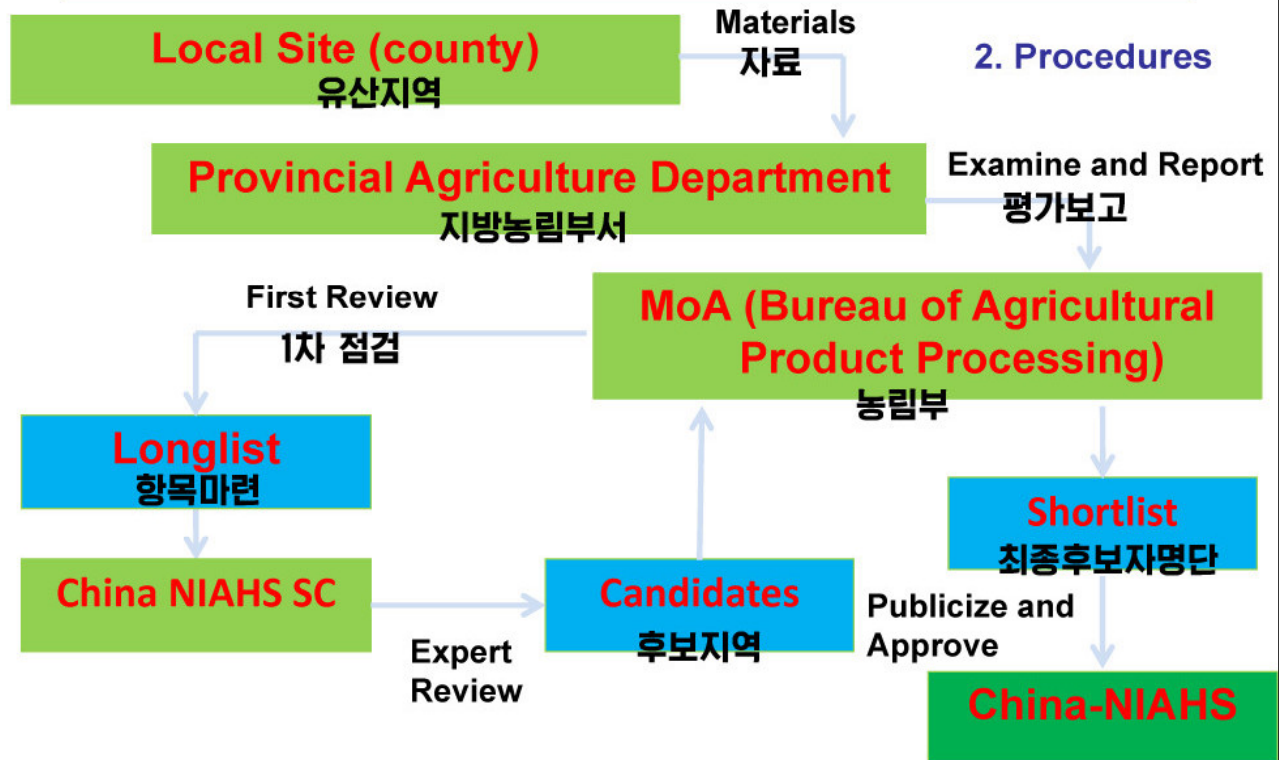 Local Site (county)
유산지역
Materials
자료
2. Procedures
Provincial Agriculture Department
지방농림부서
Examine and Report
평가보고
MoA (Bureau of Agricultural
Product Processing)
농림부
First Review
1차 점검
Longlist
항목마련
China NIAHS SC
Expert
Review
Candidates
후보지역
Shortlist
최종후보자명단
Publicize and
Approve
China-NIAHS